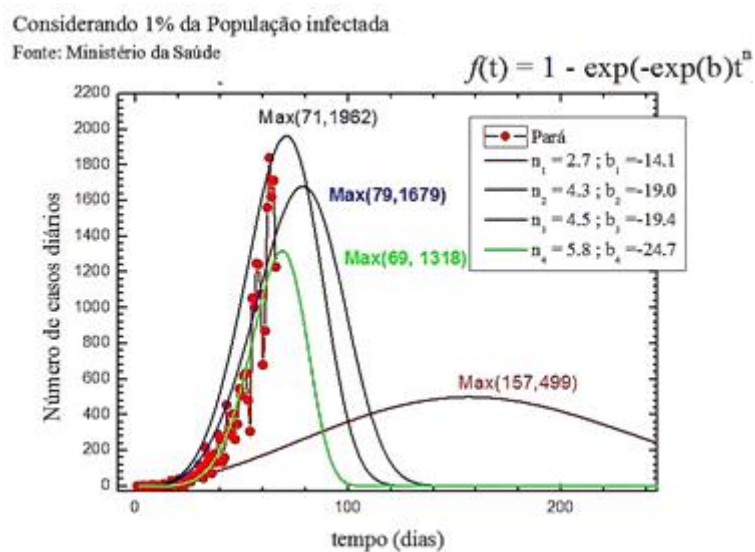 Considerando 1% da População infectada
Fonte: Ministério da Saúde
f(t) = 1 - exp(-exp(b)t^n
Número de casos diários
2200
2000
1800
1600
1400
1200
1000
800
600
400
200
0
Max(71,1962)
Max(79,1679)
Max(69, 1318)
Max(157,499)
Pará
n₁ = 2.7 ; b₁ =-14.1
n₂ = 4.3 ; b₂ =-19.0
n₃ = 4.5 ; b₃ =-19.4
n₄ = 5.8 ; b₄ =-24.7
0 100 200
tempo (dias)